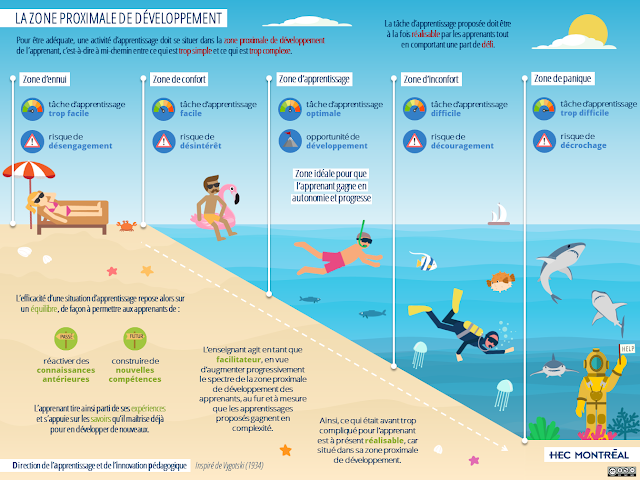 LA ZONE PROXIMALE DE DÉVELOPPEMENT
Pour être adéquate, une activité d'apprentissage doit se situer dans la zone proximale de développement
de l'apprenant, c'est-à-dire à mi-chemin entre ce qui est trop simple et ce qui est trop complexe.
La tâche d'apprentissage proposée doit être
à la fois réalisable par les apprenants tout
en comportant une part de défi.
Zone d'ennui
tâche d'apprentissage
trop facile
risque de
désengagement
Zone de confort
tâche d'apprentissage
facile
risque de
désintérêt
Zone d'apprentissage
tâche d'apprentissage
optimale
opportunité de
développement
Zone idéale pour que
l'apprenant gagne en
autonomie et progresse
Zone d'inconfort
tâche d'apprentissage
difficile
risque de
découragement
Zone de panique
tâche d'apprentissage
trop difficile
risque de
décrochage
L'efficacité d'une situation d'apprentissage repose alors sur
un équilibre, de façon à permettre aux apprenants de :
PASSÉ
réactiver des
connaissances
antérieures
FUTUR
construire de
nouvelles
compétences
L'apprenant tire ainsi parti de ses expériences
et s'appuie sur les savoirs qu'il maîtrise déjà
pour en développer de nouveaux.
L'enseignant agit en tant que
facilitateur, en vue
d'augmenter progressivement
le spectre de la zone proximale
de développement des
apprenants, au fur et à mesure
que les apprentissages
proposés gagnent en
complexité.
Ainsi, ce qui était avant trop
compliqué pour l'apprenant
est à présent réalisable, car
situé dans sa zone proximale
de développement.
HELP
HEC MONTRĒAL
Direction de l'apprentissage et de l'innovation pédagogique
Inspiré de Vygotski (1934)